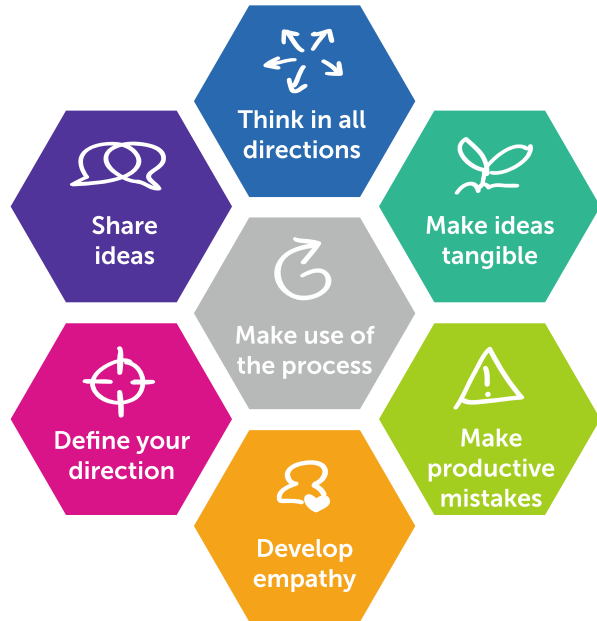 Think in all
directions
Share
ideas
Make ideas
tangible
Make use of
the process
Define your
direction
Make
productive
mistakes
Develop
empathy